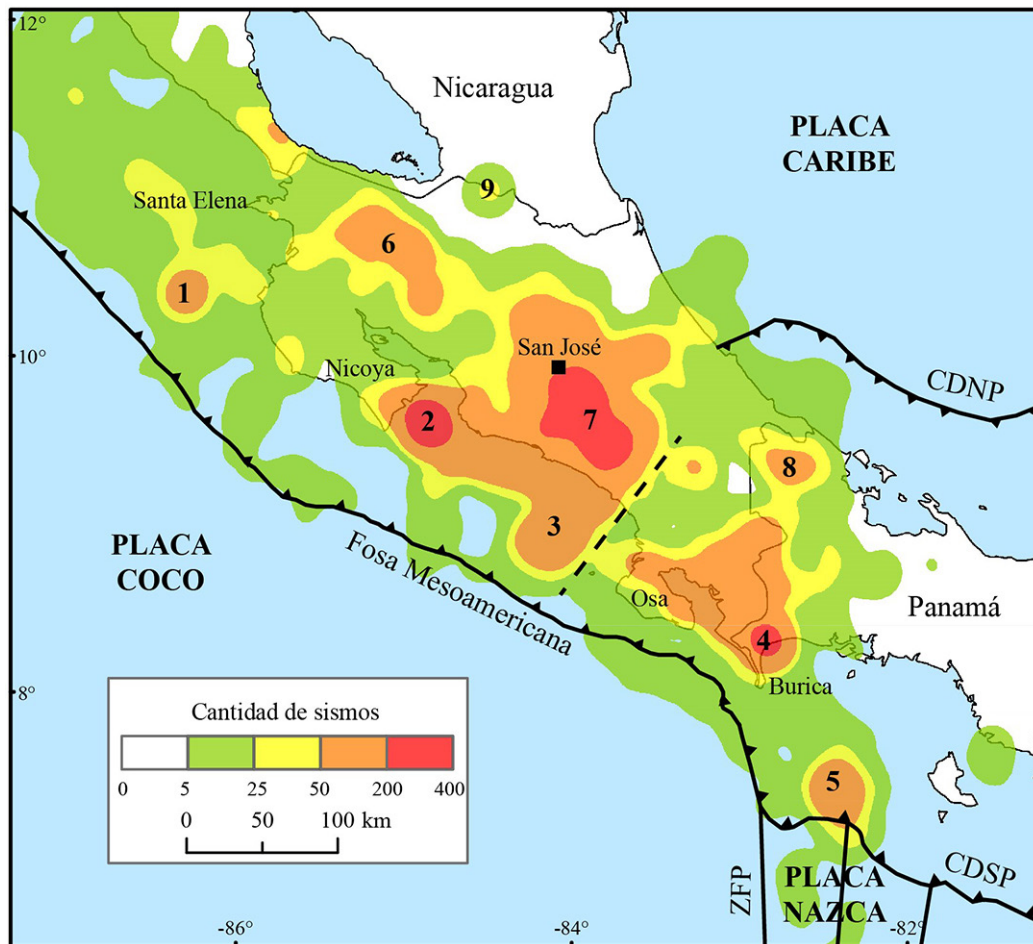 12°
Nicaragua
PLACA
CARIBE
9
Santa Elena
6
1
10°
San José
Nicoya
CDNP
2
7
8
3
PLACA
COCO
Fosa Mesoamericana
Osa
Panamá
4
8°
Burica
Cantidad de sismos
0 5 25 50 200 400
0 50 100 km
5
ZFP
PLACA
NAZCA
CDSP
-86°
-84°
-82°